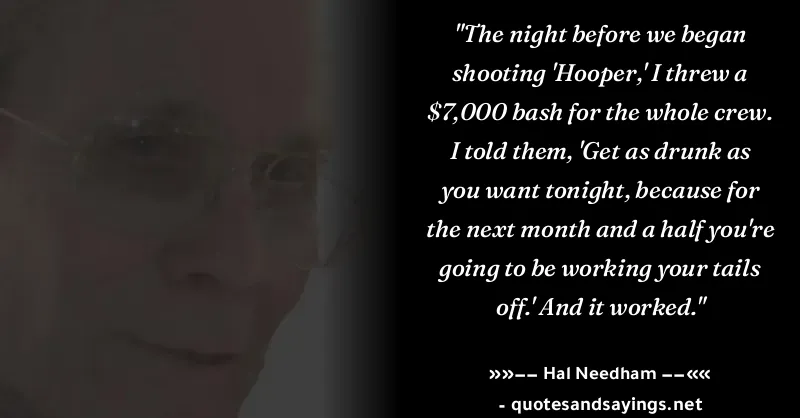 "The night before we began
shooting 'Hooper,' I threw a
$7,000 bash for the whole crew.
I told them, 'Get as drunk as
you want tonight, because for
the next month and a half you're
going to be working your tails
off.' And it worked."
»»–– Hal Needham ––««
- quotesandsayings.net